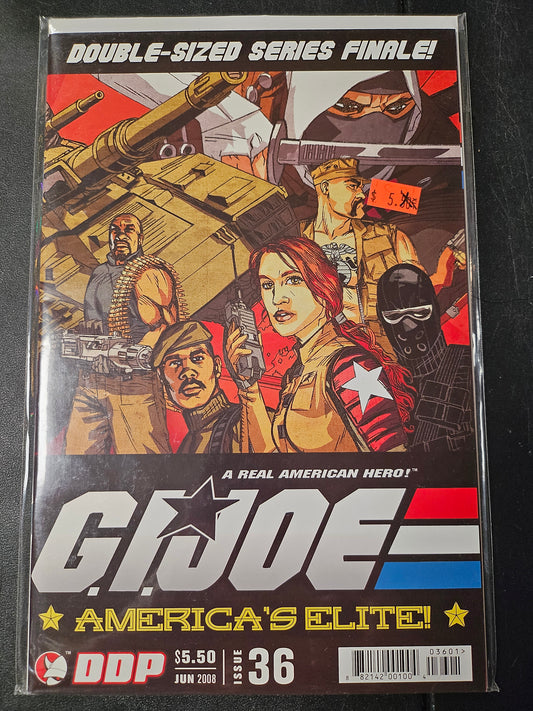 DOUBLE-SIZED SERIES FINALE!
$ 5.
A REAL AMERICAN HERO!™
G.I.JOE
AMERICA'S ELITE!
™ DDP
$5.50
JUN 2008
ISSUE 36
03601>
8 82142 00100 4